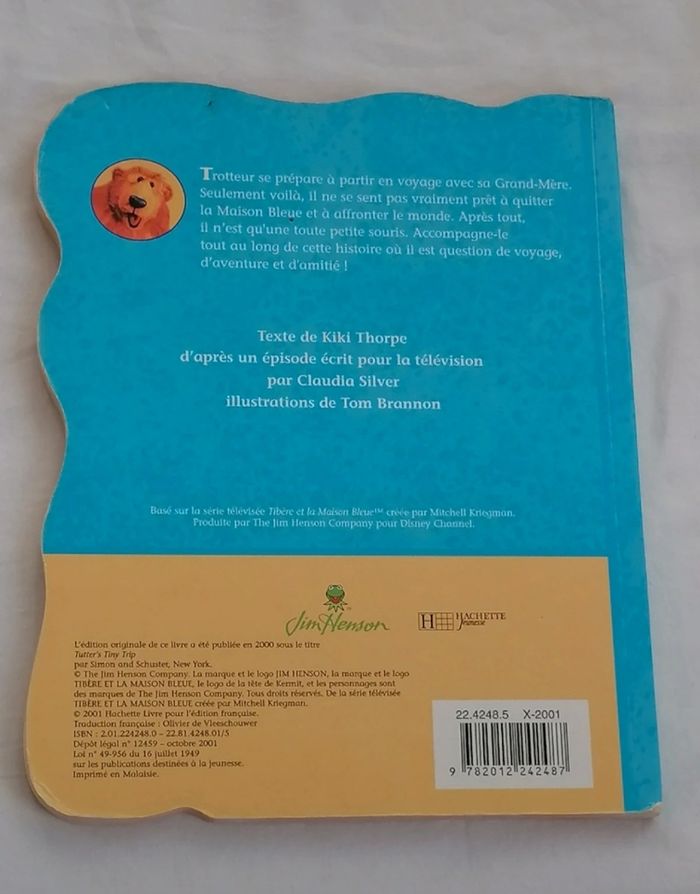 Trotteur se prépare à partir en voyage avec sa Grand-Mère.
Seulement voilà, il ne se sent pas vraiment prêt à quitter
la Maison Bleue et à affronter le monde. Après tout,
il n'est qu'une toute petite souris. Accompagne-le
tout au long de cette histoire où il est question de voyage,
d'aventure et d'amitié !
Texte de Kiki Thorpe
d'après un épisode écrit pour la télévision
par Claudia Silver
illustrations de Tom Brannon
Basé sur la série télévisée Tibère et la Maison Bleue™ créée par Mitchell Kriegman.
Produite par The Jim Henson Company pour Disney Channel.
Jim Henson
H HACHETTE
Jeunesse
L'édition originale de ce livre a été publiée en 2000 sous le titre
Tutter's Tiny Trip
par Simon and Schuster, New York.
© The Jim Henson Company. La marque et le logo JIM HENSON, la marque et le logo
TIBÈRE ET LA MAISON BLEUE, le logo de la tête de Kermit, et les personnages sont
des marques de The Jim Henson Company. Tous droits réservés. De la série télévisée
TIBÈRE ET LA MAISON BLEUE créée par Mitchell Kriegman.
© 2001 Hachette Livre pour l'édition française.
Traduction française : Olivier de Vleeschouwer
ISBN : 2.01.224248.0 – 22.81.4248.01/5
Dépôt légal n° 12459 – octobre 2001
Loi n° 49-956 du 16 juillet 1949
sur les publications destinées à la jeunesse.
Imprimé en Malaisie.
22.4248.5 X-2001
9 782012 242487